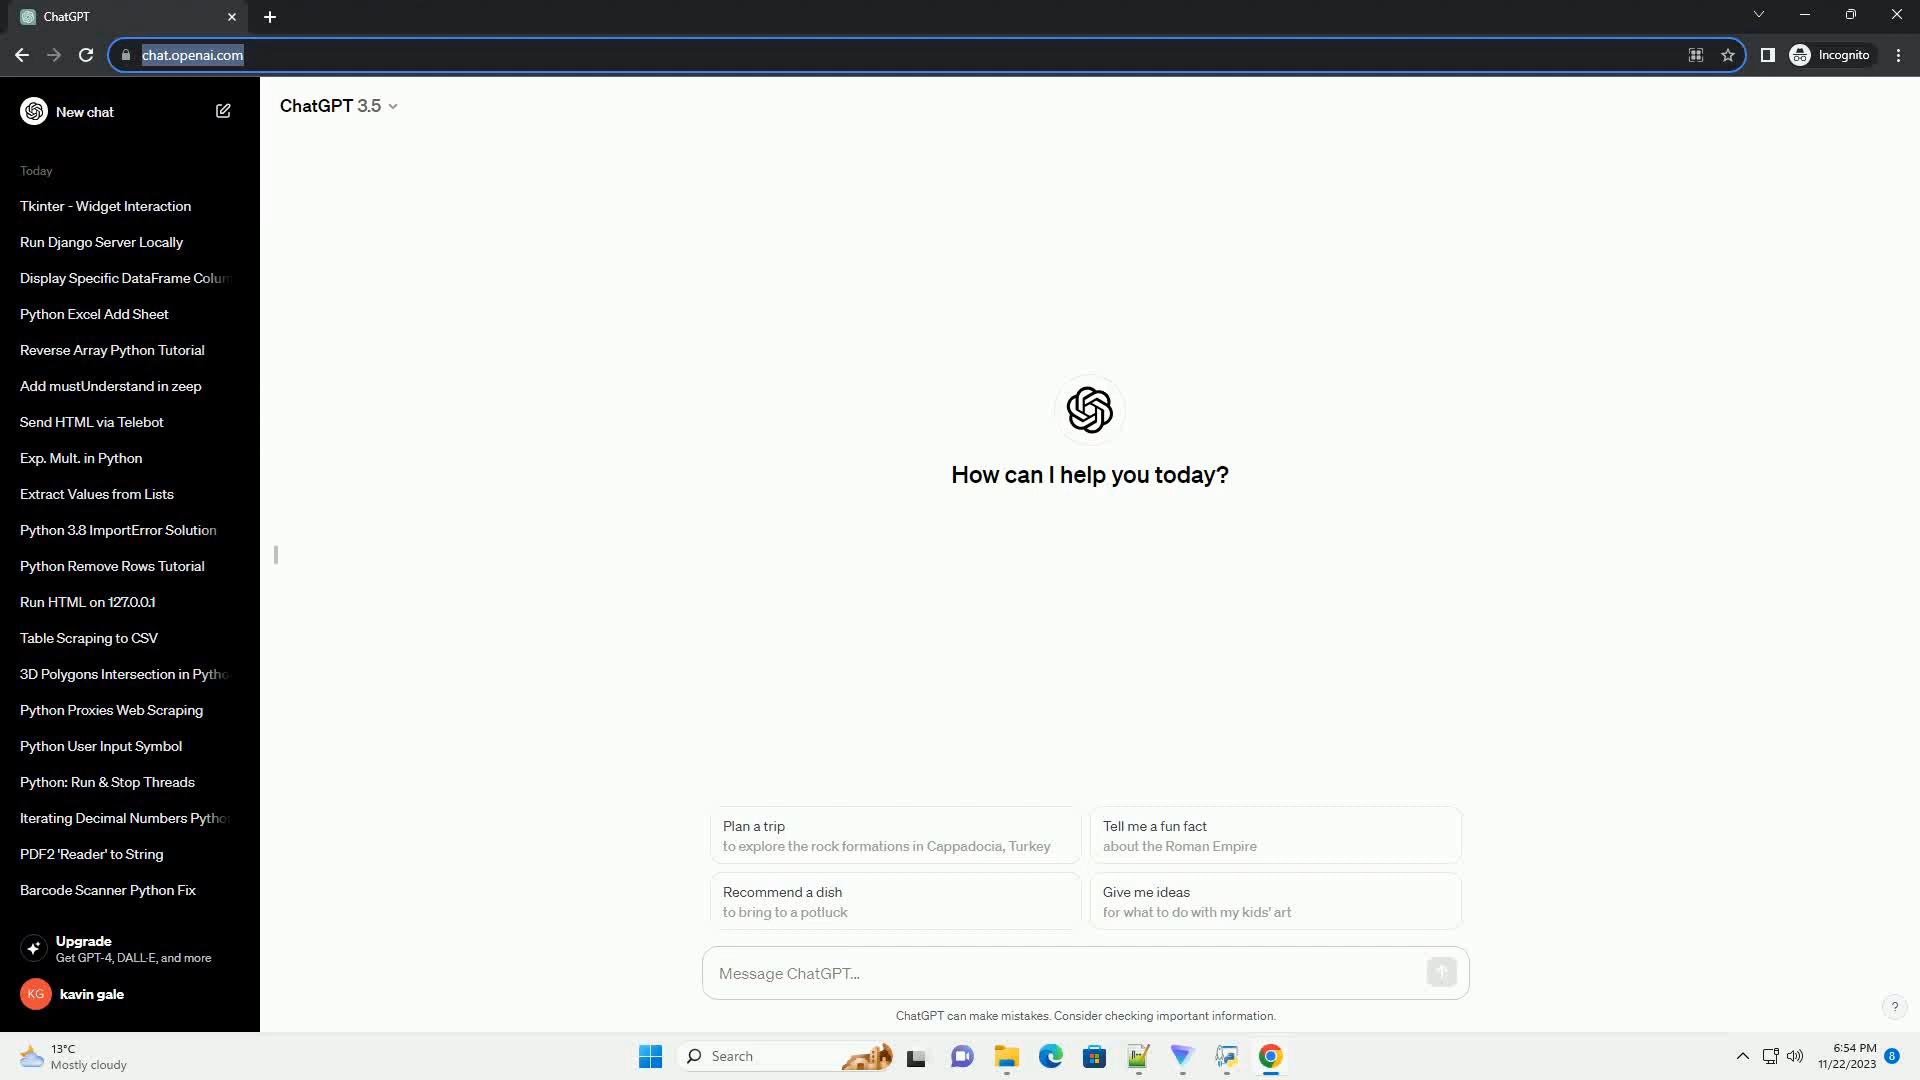 ChatGPT
chat.openai.com
Incognito
New chat
ChatGPT 3.5
Today
Tkinter - Widget Interaction
Run Django Server Locally
Display Specific DataFrame Colum
Python Excel Add Sheet
Reverse Array Python Tutorial
Add mustUnderstand in zeep
Send HTML via Telebot
Exp. Mult. in Python
Extract Values from Lists
Python 3.8 ImportError Solution
Python Remove Rows Tutorial
Run HTML on 127.0.0.1
Table Scraping to CSV
3D Polygons Intersection in Pytho
Python Proxies Web Scraping
Python User Input Symbol
Python: Run & Stop Threads
Iterating Decimal Numbers Pytho
PDF2 'Reader' to String
Barcode Scanner Python Fix
Upgrade
Get GPT-4, DALL·E, and more
KG kavin gale
How can I help you today?
Plan a trip
to explore the rock formations in Cappadocia, Turkey
Tell me a fun fact
about the Roman Empire
Recommend a dish
to bring to a potluck
Give me ideas
for what to do with my kids' art
Message ChatGPT...
ChatGPT can make mistakes. Consider checking important information.
?
13°C
Mostly cloudy
Search
6:54 PM
11/22/2023
8